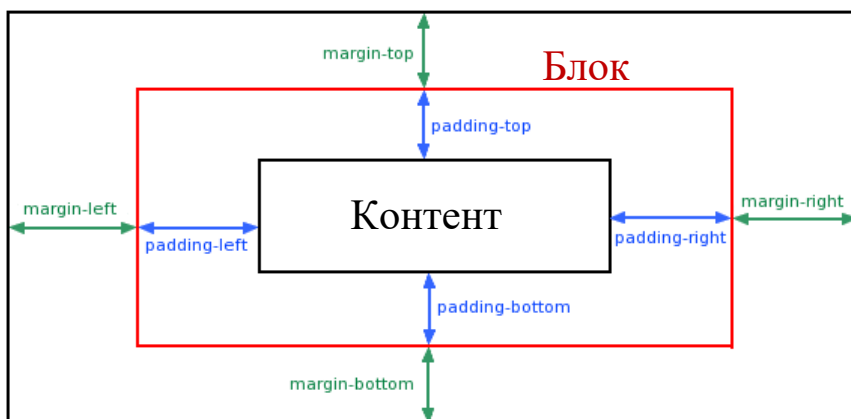 margin-top
Блок
padding-top
margin-left
padding-left
Контент
padding-right
margin-right
padding-bottom
margin-bottom